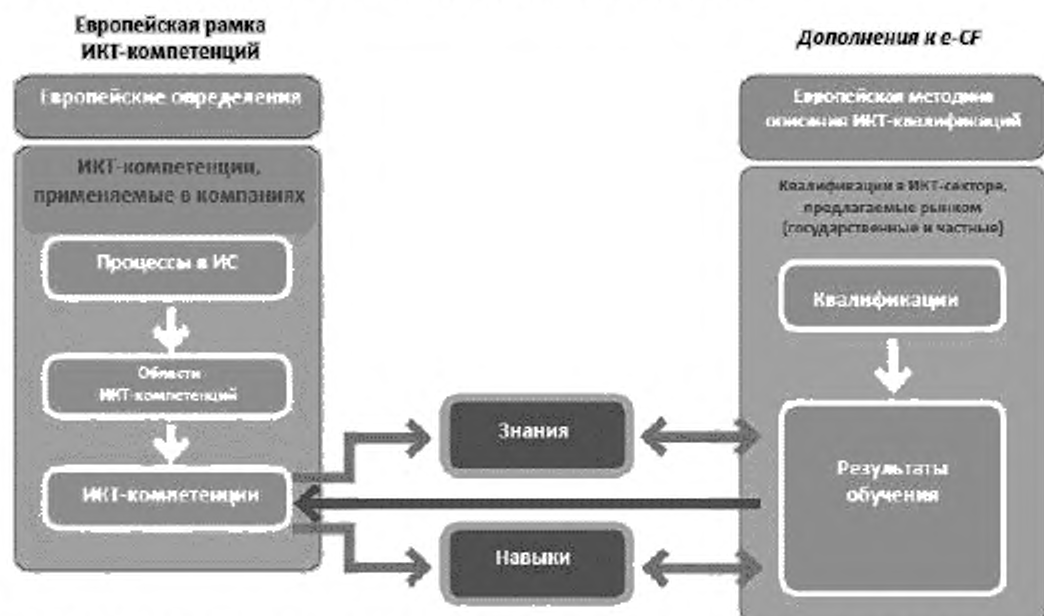 Европейская рамка
ИКТ-компетенций
Европейские определения
ИКТ-компетенции,
применяемые в компаниях
Процессы в ИС
Области
ИКТ-компетенций
ИКТ-компетенции
Знания
Навыки
Дополнения к e-CF
Европейская методика
описания ИКТ-квалификаций
Квалификации в ИКТ-секторе,
предлагаемые рынком
(государственные и частные)
Квалификации
Результаты
обучения